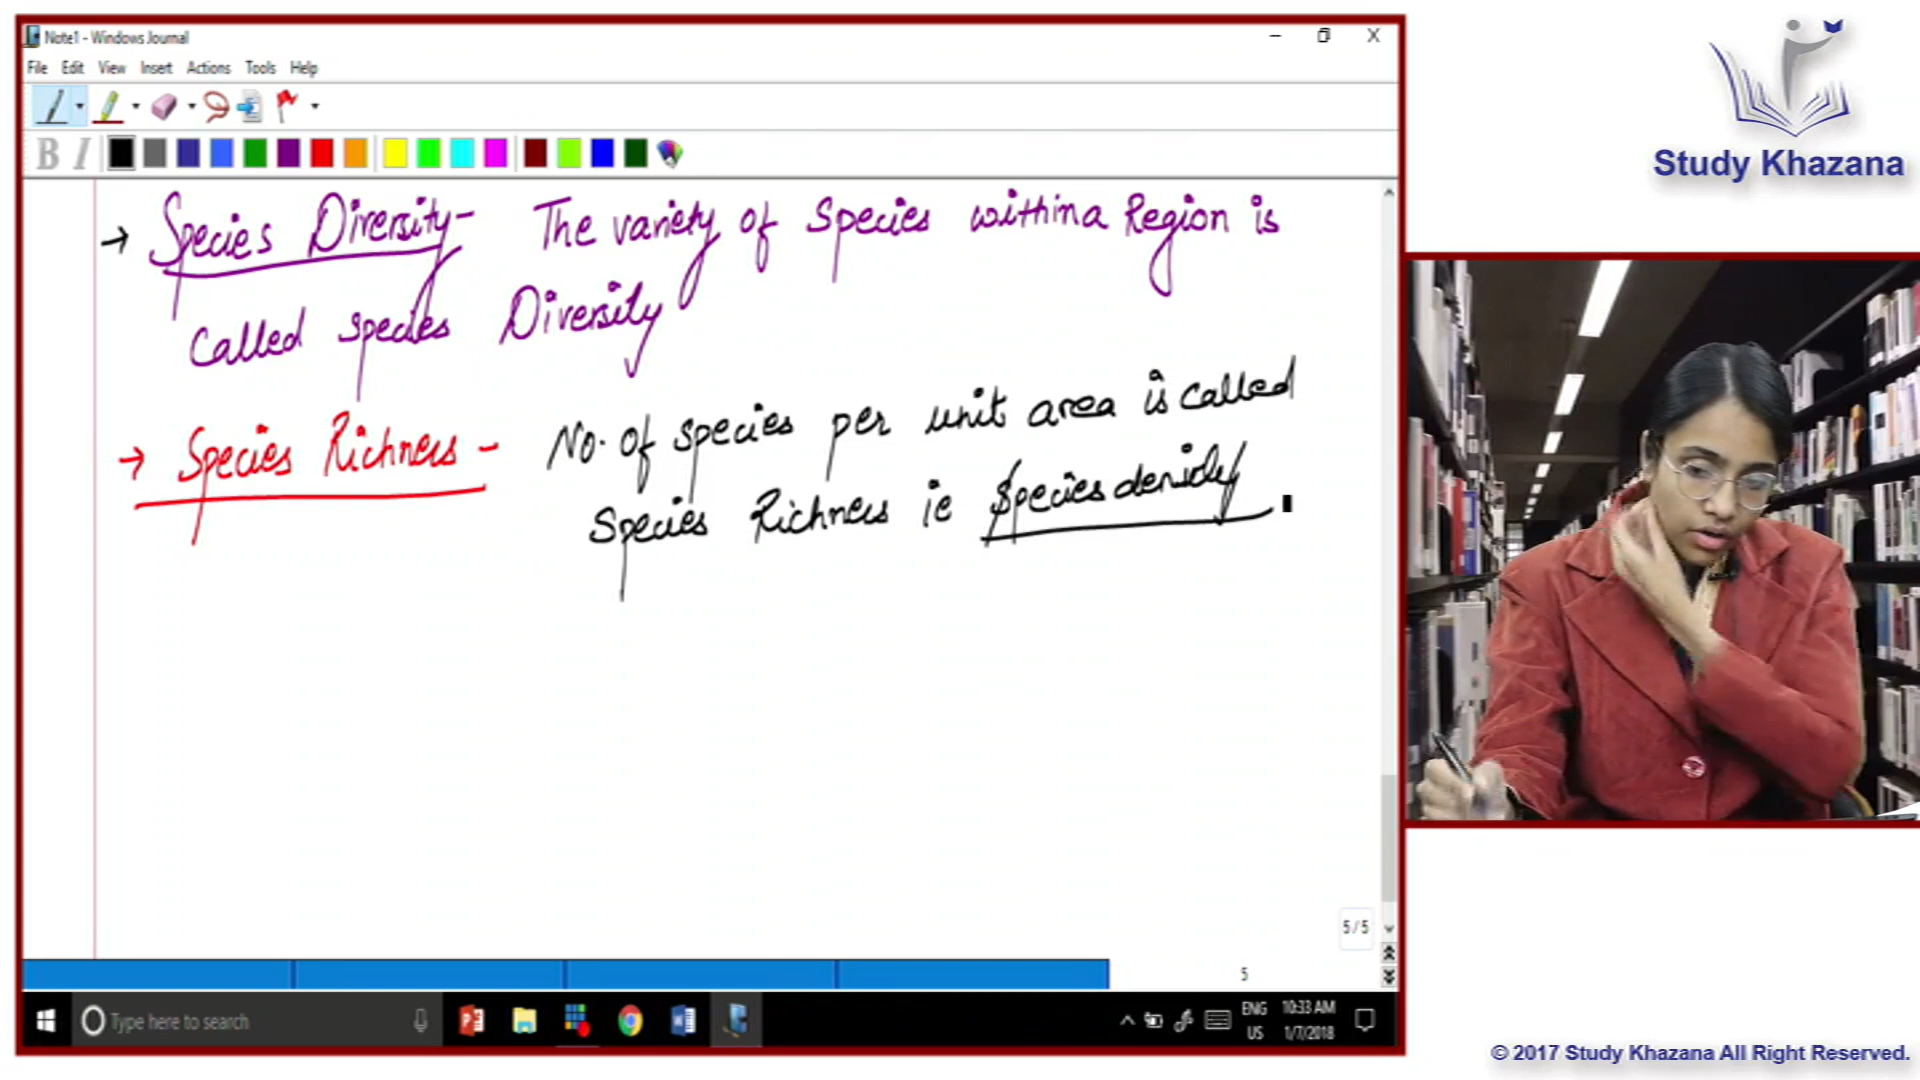 Note1 - Windows Journal
File Edit View Insert Actions Tools Help
B I
Study Khazana
→ Species Diversity - The variety of Species within a Region is
Called species Diversity
→ Species Richness - No. of species per unit area is called
Species Richness ie Species density.
5/5
5
Type here to search
ENG
US
10:33 AM
1/7/2018
© 2017 Study Khazana All Right Reserved.